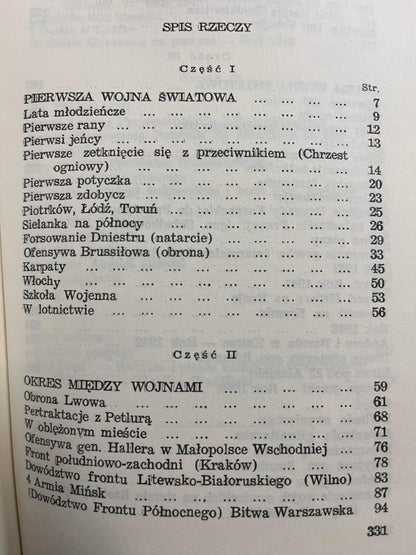 SPIS RZECZY
Część I
Str.
PIERWSZA WOJNA ŚWIATOWA ... ... ... ... 7
Lata młodzieńcze ... ... ... ... ... ... 9
Pierwsze rany ... ... ... ... ... ... ... 12
Pierwsi jeńcy ... ... ... ... ... ... ... 13
Pierwsze zetknięcie się z przeciwnikiem (Chrzest
ogniowy) ... ... ... ... ... ... 14
Pierwsza potyczka ... ... ... ... ... ... 20
Pierwsza zdobycz ... ... ... ... ... ... 23
Piotrków, Łódź, Toruń ... ... ... ... ... 25
Sielanka na północy ... ... ... ... ... 26
Forsowanie Dniestru (natarcie) ... ... ... 29
Ofensywa Brussiłowa (obrona) ... ... ... 33
Karpaty ... ... ... ... ... ... ... 45
Włochy ... ... ... ... ... ... ... 50
Szkoła Wojenna ... ... ... ... ... ... 53
W lotnictwie ... ... ... ... ... ... ... 56
Część II
OKRES MIĘDZY WOJNAMI ... ... ... ... ... 59
Obrona Lwowa ... ... ... ... ... ... 61
Pertraktacje z Petlurą ... ... ... ... ... 68
W oblężonym mieście ... ... ... ... ... 71
Ofensywa gen. Hallera w Małopolsce Wschodniej ... 76
Front południowo-zachodni (Kraków) ... ... ... 78
Dowództwo frontu Litewsko-Białoruskiego (Wilno) ... 83
4 Armia Mińsk ... ... ... ... ... ... 87
(Dowództwo Frontu Północnego) Bitwa Warszawska 94
331